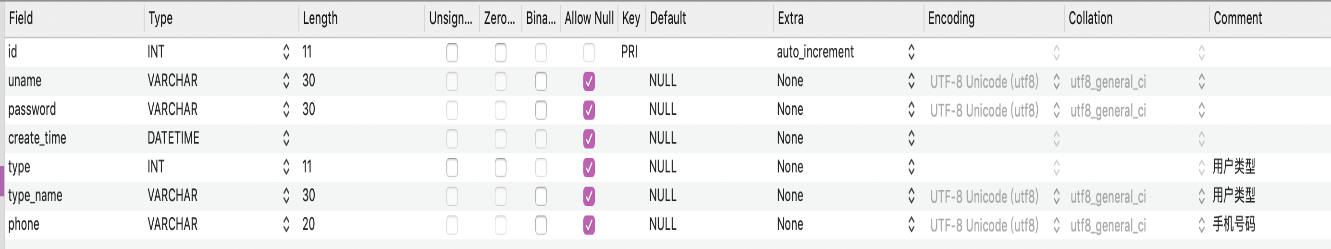 Field Type Length Unsign... Zero... Bina... Allow Null Key Default Extra Encoding Collation Comment
id INT 11 PRI auto_increment
uname VARCHAR 30 NULL None UTF-8 Unicode (utf8) utf8_general_ci
password VARCHAR 30 NULL None UTF-8 Unicode (utf8) utf8_general_ci
create_time DATETIME NULL None
type INT 11 NULL None 用户类型
type_name VARCHAR 30 NULL None UTF-8 Unicode (utf8) utf8_general_ci 用户类型
phone VARCHAR 20 NULL None UTF-8 Unicode (utf8) utf8_general_ci 手机号码